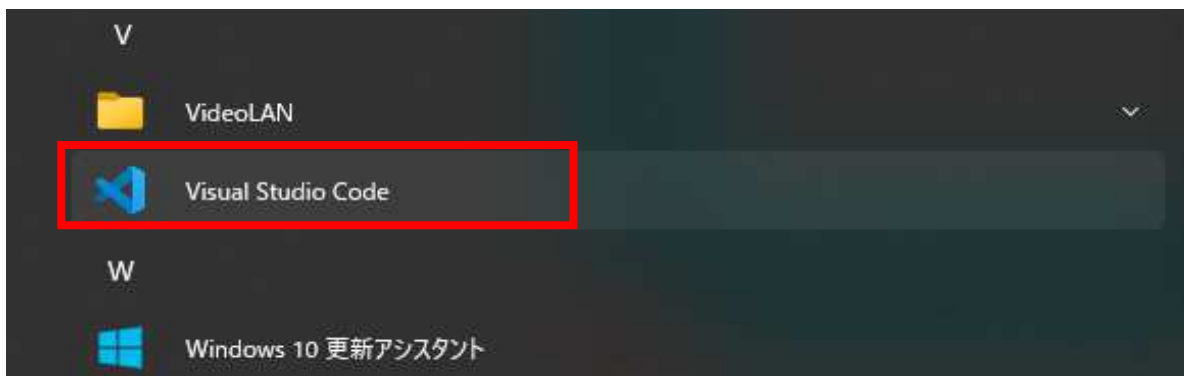 V
VideoLAN
Visual Studio Code
W
Windows 10 更新アシスタント